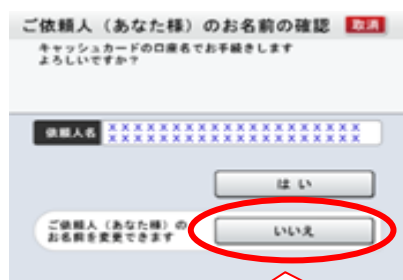 ご依頼人（あなた様）のお名前の確認 取消
キャッシュカードの口座名でお手続きします
よろしいですか？
依頼人名 XXXXXXXXXXXXXXXXXXXX
XXXXXXXXXXXXXXXXXXXX
はい
ご依頼人（あなた様）の
お名前を変更できます
いいえ